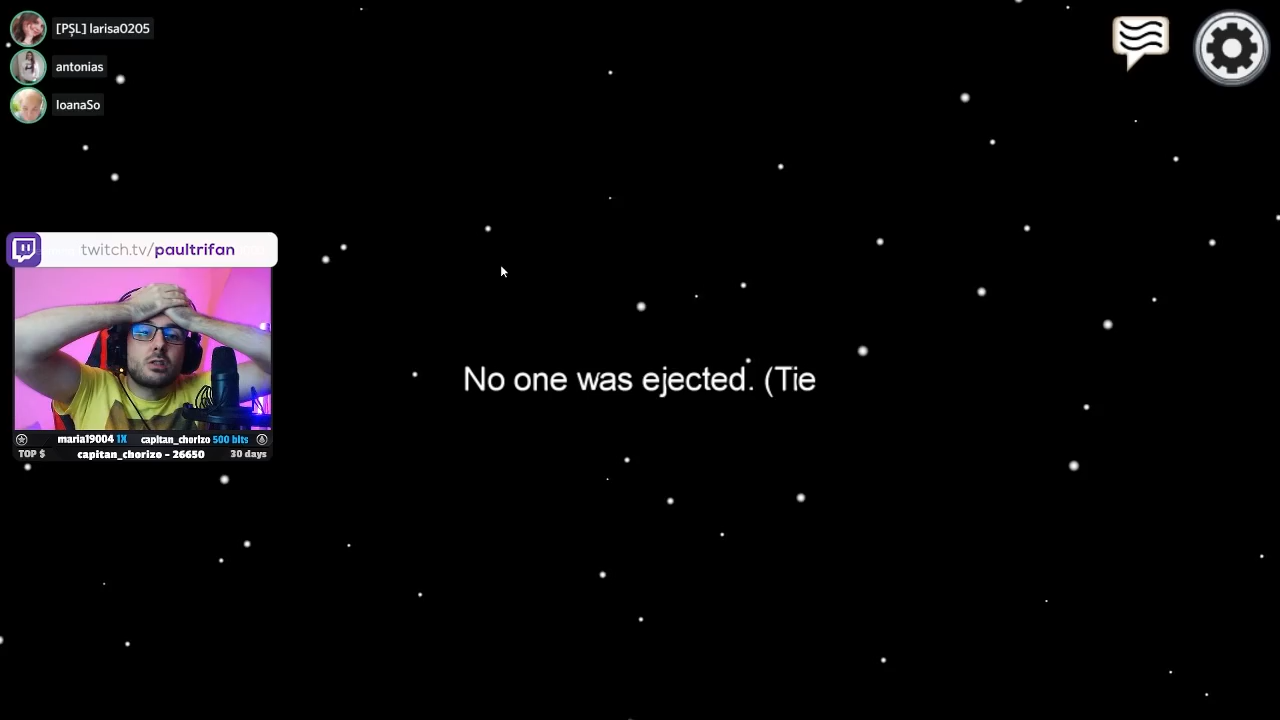 [PȘL] larisa0205
antonias
IoanaSo
twitch.tv/paultrifan
No one was ejected. (Tie
maria19004 1X capitan_chorizo 500 bits
TOP $ capitan_chorizo - 26650 30 days